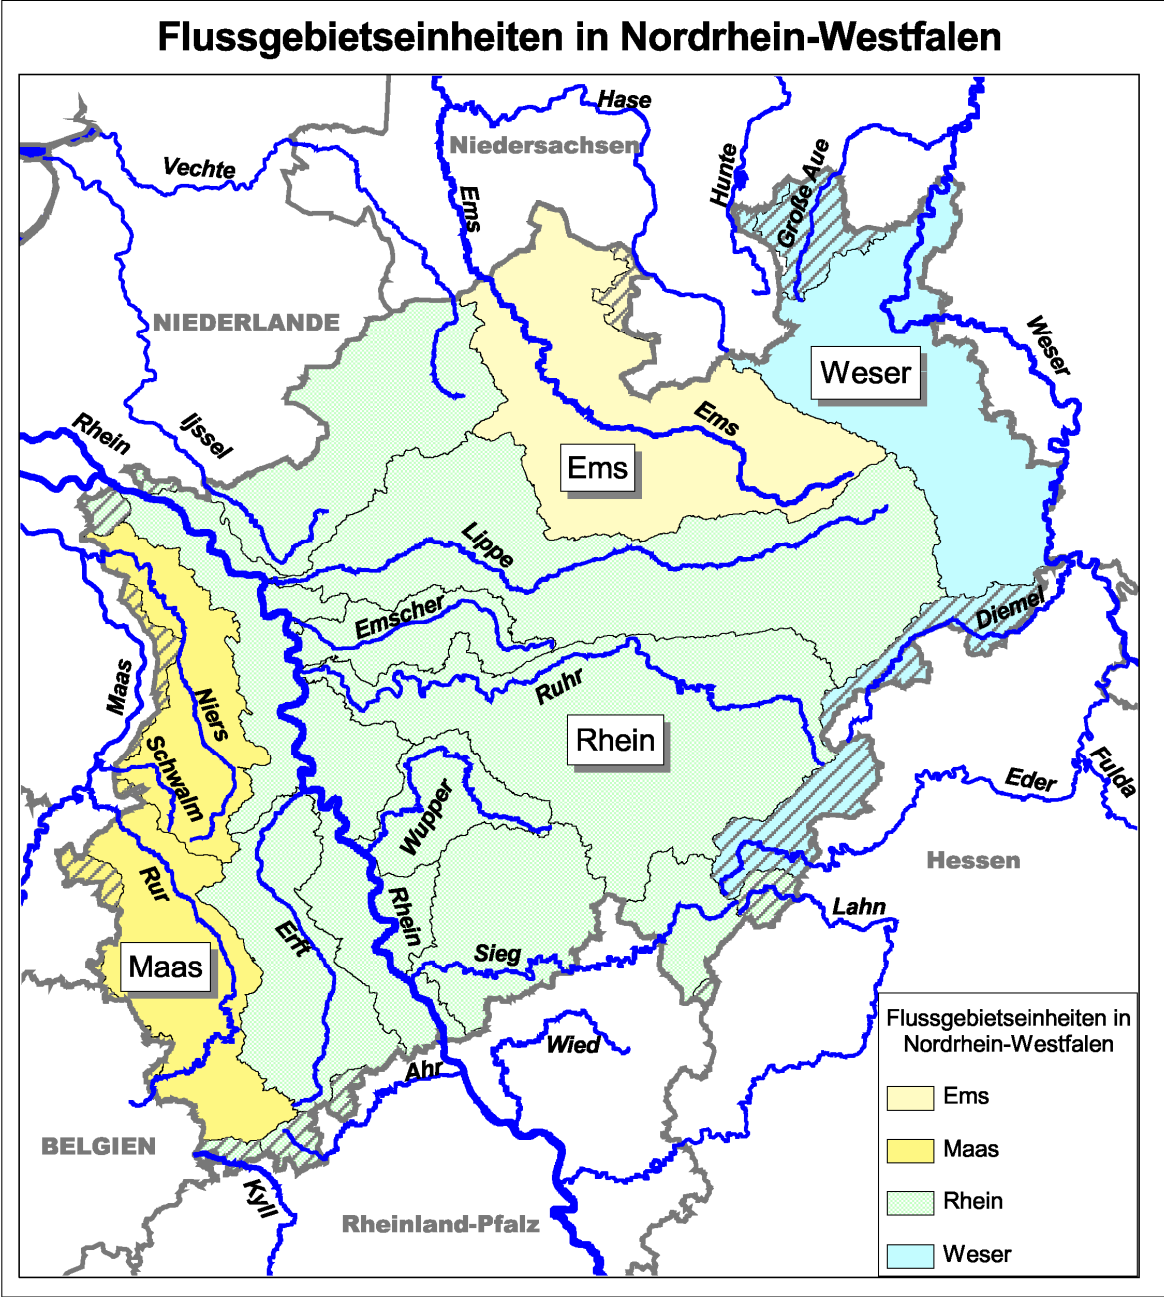 Flussgebietseinheiten in Nordrhein-Westfalen
Hase
Niedersachsen
Vechte
Ems
Hunte
Große Aue
NIEDERLANDE
Weser
Weser
Rhein
Ijssel
Ems
Ems
Lippe
Emscher
Diemel
Maas
Niers
Ruhr
Schwalm
Rhein
Wupper
Eder
Fulda
Rur
Hessen
Rhein
Lahn
Erft
Sieg
Maas
Wied
Ahr
BELGIEN
Kyll
Rheinland-Pfalz
Flussgebietseinheiten in
Nordrhein-Westfalen
Ems
Maas
Rhein
Weser